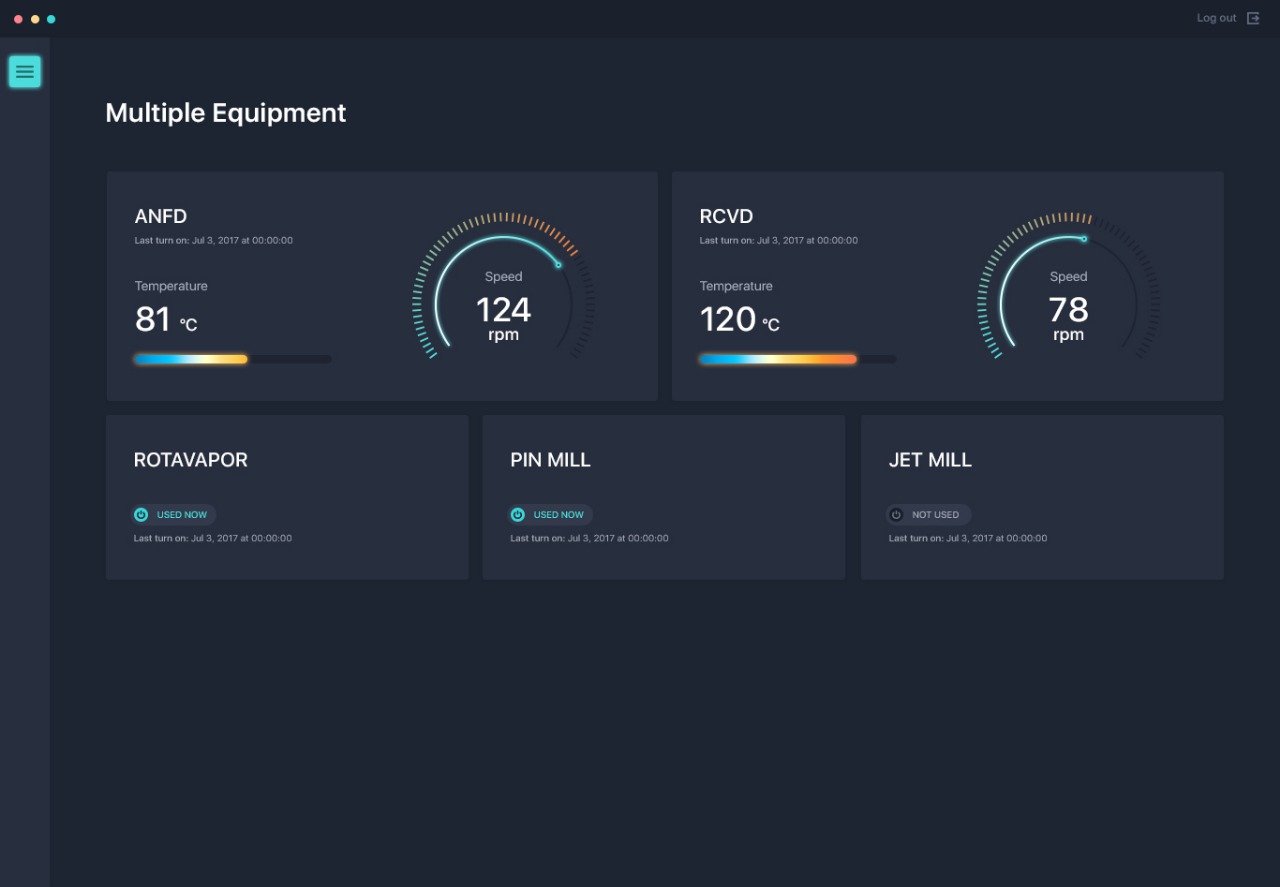 Log out
Multiple Equipment
ANFD
Last turn on: Jul 3, 2017 at 00:00:00
Temperature
81 °C
Speed
124
rpm
RCVD
Last turn on: Jul 3, 2017 at 00:00:00
Temperature
120 °C
Speed
78
rpm
ROTAVAPOR
USED NOW
Last turn on: Jul 3, 2017 at 00:00:00
PIN MILL
USED NOW
Last turn on: Jul 3, 2017 at 00:00:00
JET MILL
NOT USED
Last turn on: Jul 3, 2017 at 00:00:00